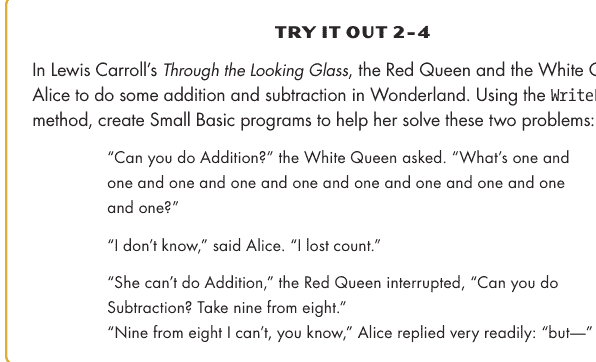 TRY IT OUT 2-4
In Lewis Carroll’s Through the Looking Glass, the Red Queen and the White
Alice to do some addition and subtraction in Wonderland. Using the Write
method, create Small Basic programs to help her solve these two problems:
“Can you do Addition?” the White Queen asked. “What’s one and
one and one and one and one and one and one and one and one
and one?”
“I don’t know,” said Alice. “I lost count.”
“She can’t do Addition,” the Red Queen interrupted, “Can you do
Subtraction? Take nine from eight.”
“Nine from eight I can’t, you know,” Alice replied very readily: “but—”